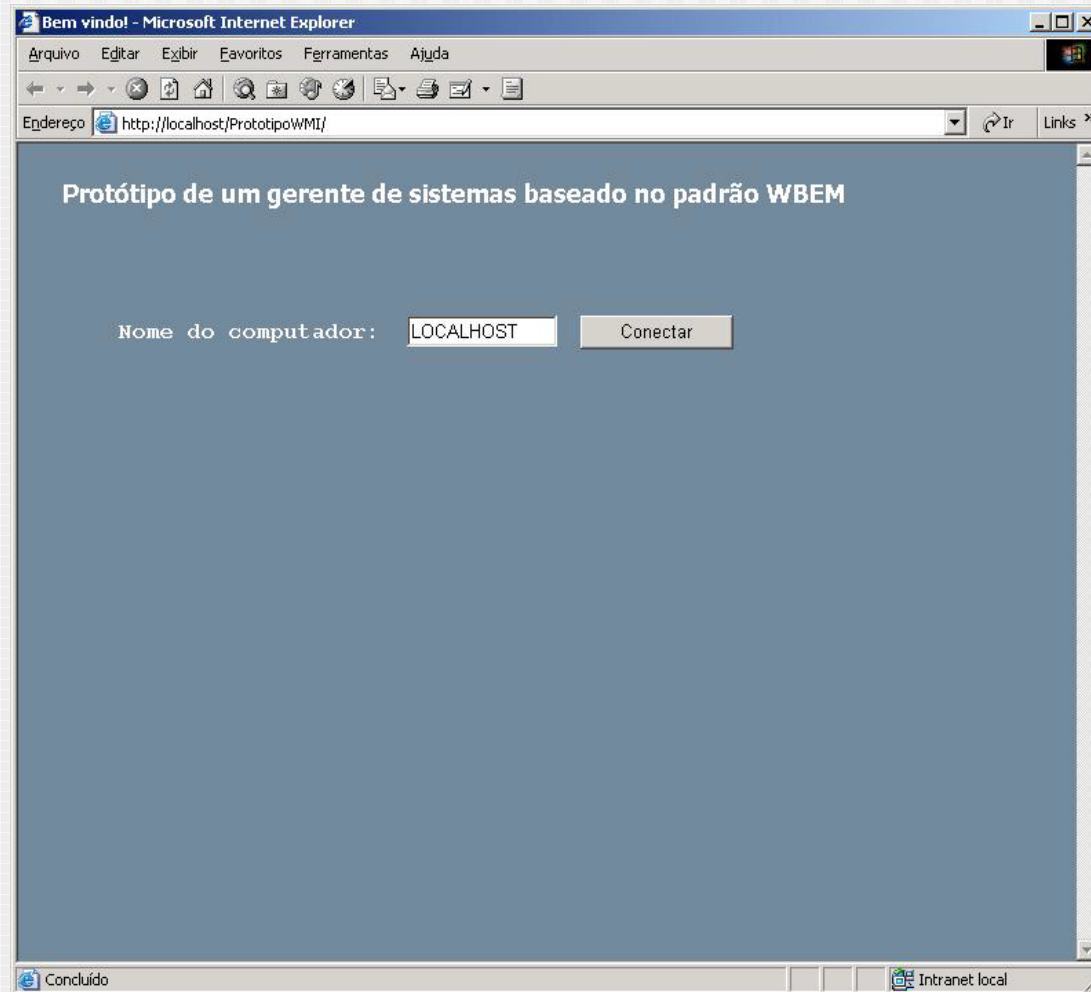 Bem vindo! - Microsoft Internet Explorer
Arquivo Editar Exibir Favoritos Ferramentas Ajuda
Endereço http://localhost/PrototipoWMI/ Ir Links »
Protótipo de um gerente de sistemas baseado no padrão WBEM
Nome do computador: LOCALHOST Conectar
Concluído Intranet local